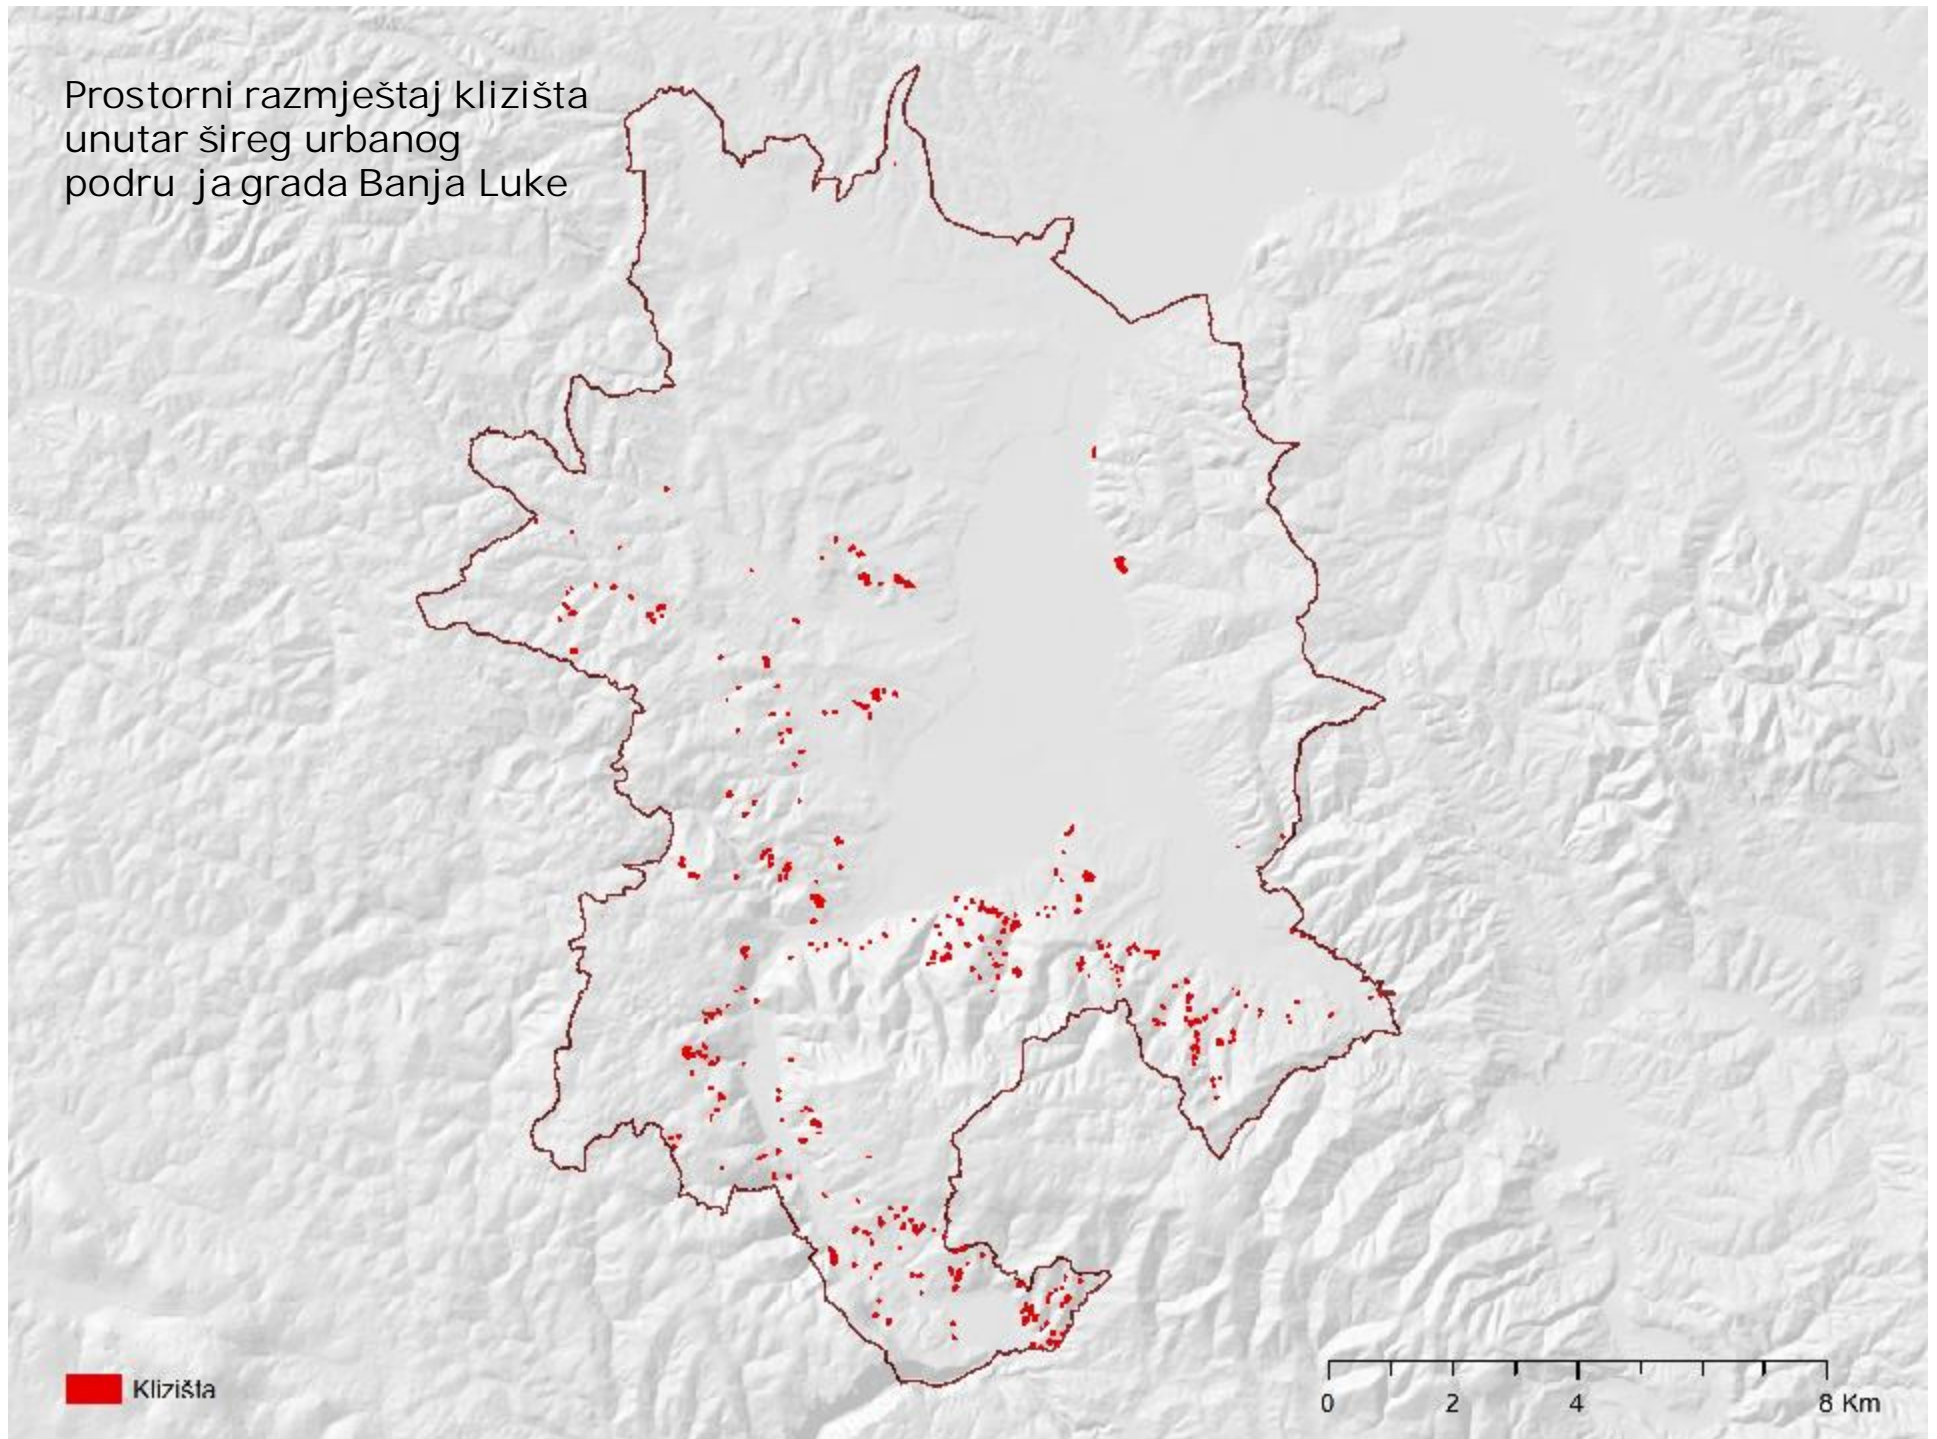 Prostorni razmještaj klizišta
unutar šireg urbanog
podru ja grada Banja Luke
Klizišta
0 2 4 8 Km